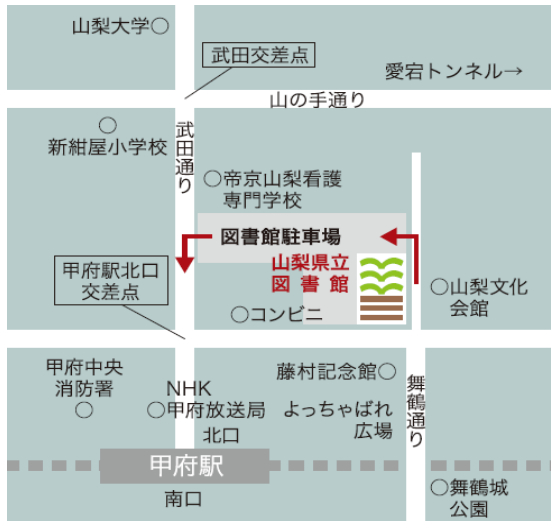 山梨大学○
武田交差点
愛宕トンネル→
山の手通り
○
新紺屋小学校
武田通り
○帝京山梨看護
専門学校
図書館駐車場
山梨県立
図書館
甲府駅北口
交差点
○コンビニ
○山梨文化
会館
甲府中央
消防署
○
NHK
○甲府放送局
北口
藤村記念館○
よっちゃばれ
広場
舞鶴通り
甲府駅
南口
○舞鶴城
公園